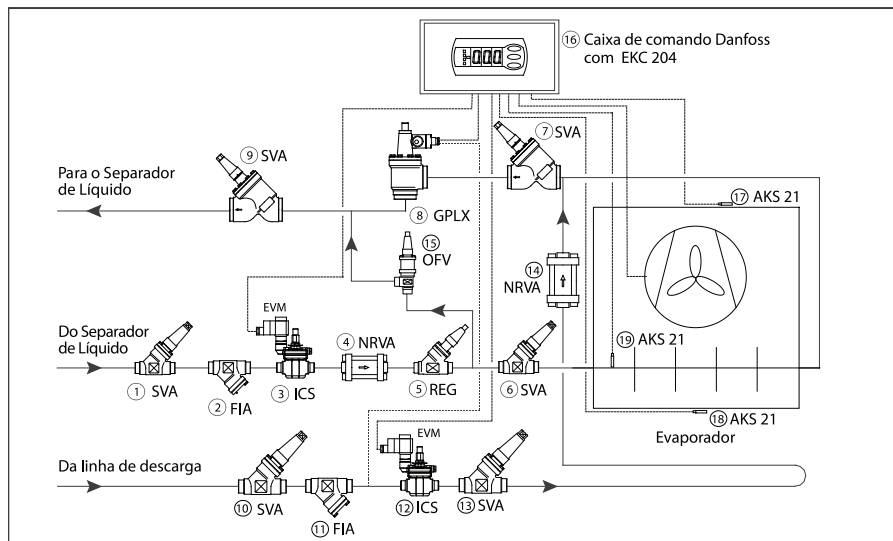 16 Caixa de comando Danfoss
com EKC 204
000
7 SVA
9 SVA
Para o Separador
de Líquido
17 AKS 21
8 GPLX
15
OFV
14
NRVA
EVM
4 NRVA
Do Separador
de Líquido
19 AKS 21
1 SVA
2 FIA
3 ICS
5 REG
6 SVA
18 AKS 21
Evaporador
EVM
Da linha de descarga
10 SVA
11 FIA
12 ICS
13 SVA